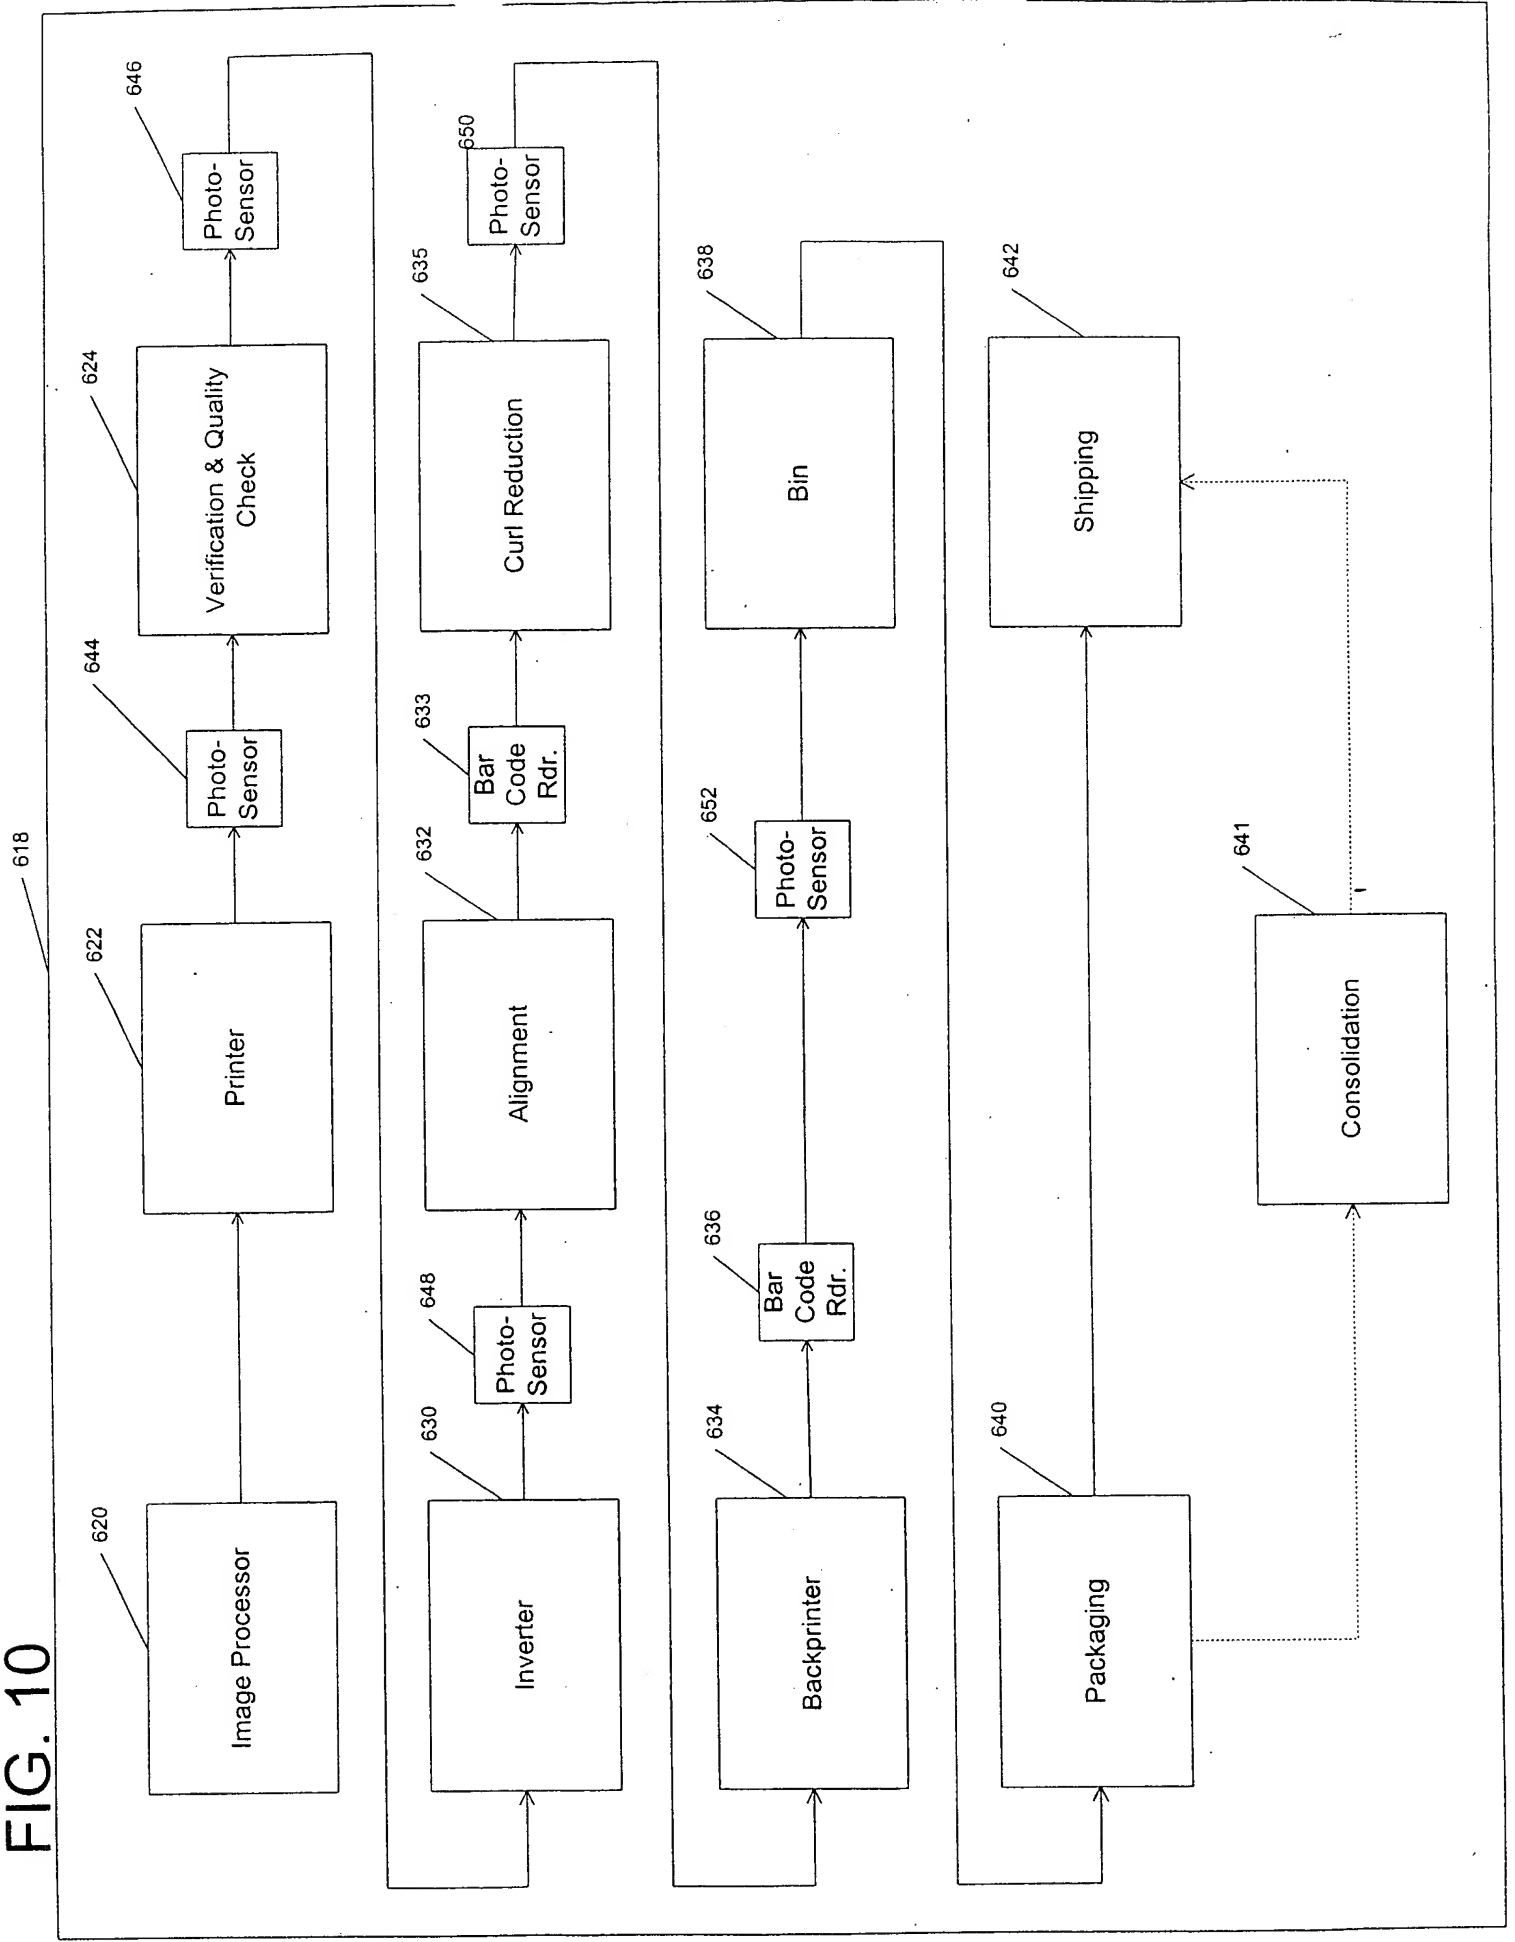 FIG. 10
618
620
Image Processor
622
Printer
644
Photo-
Sensor
624
Verification & Quality
Check
646
Photo-
Sensor
630
Inverter
648
Photo-
Sensor
632
Alignment
633
Bar
Code
Rdr.
635
Curl Reduction
650
Photo-
Sensor
634
Backprinter
636
Bar
Code
Rdr.
652
Photo-
Sensor
638
Bin
640
Packaging
642
Shipping
641
Consolidation